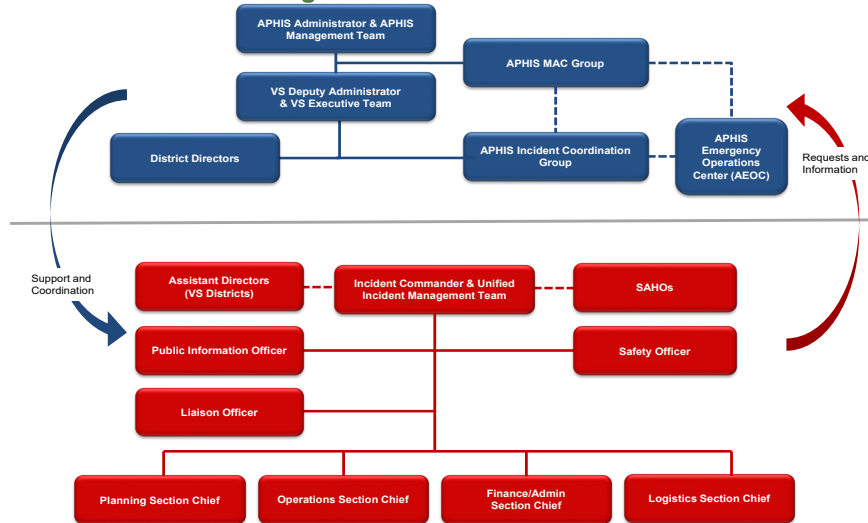 APHIS Administrator & APHIS
Management Team
APHIS MAC Group
VS Deputy Administrator
& VS Executive Team
District Directors
APHIS Incident Coordination
Group
APHIS
Emergency
Operations
Center (AEOC)
Requests and
Information
Support and
Coordination
Assistant Directors
(VS Districts)
Incident Commander & Unified
Incident Management Team
SAHOs
Public Information Officer
Safety Officer
Liaison Officer
Planning Section Chief
Operations Section Chief
Finance/Admin
Section Chief
Logistics Section Chief